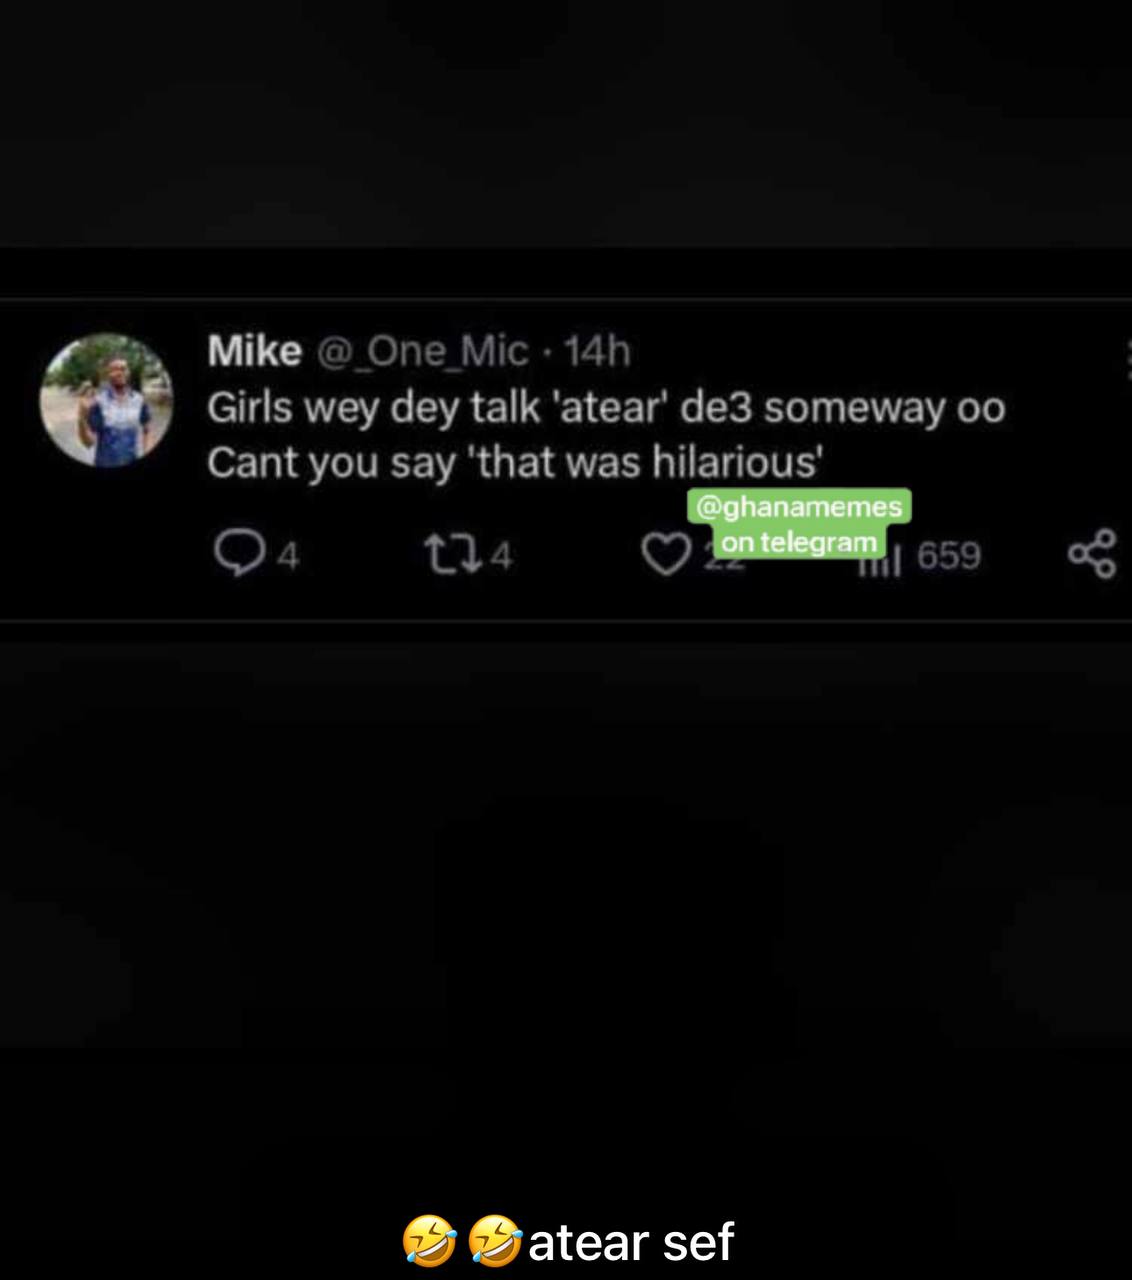 Mike @_One_Mic · 14h
Girls wey dey talk 'atear' de3 someway oo
Cant you say 'that was hilarious'
@ghanamemes
on telegram
4 4 22 659
🤣🤣atear sef